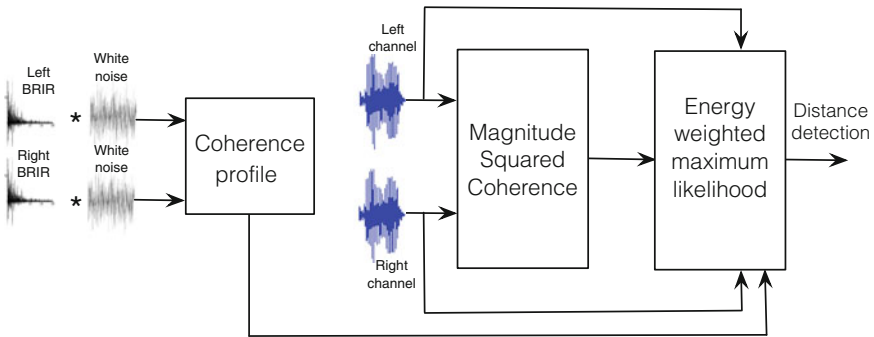 Left
BRIR
*
White
noise
Right
BRIR
*
White
noise
Coherence
profile
Left
channel
Right
channel
Magnitude
Squared
Coherence
Energy
weighted
maximum
likelihood
Distance
detection